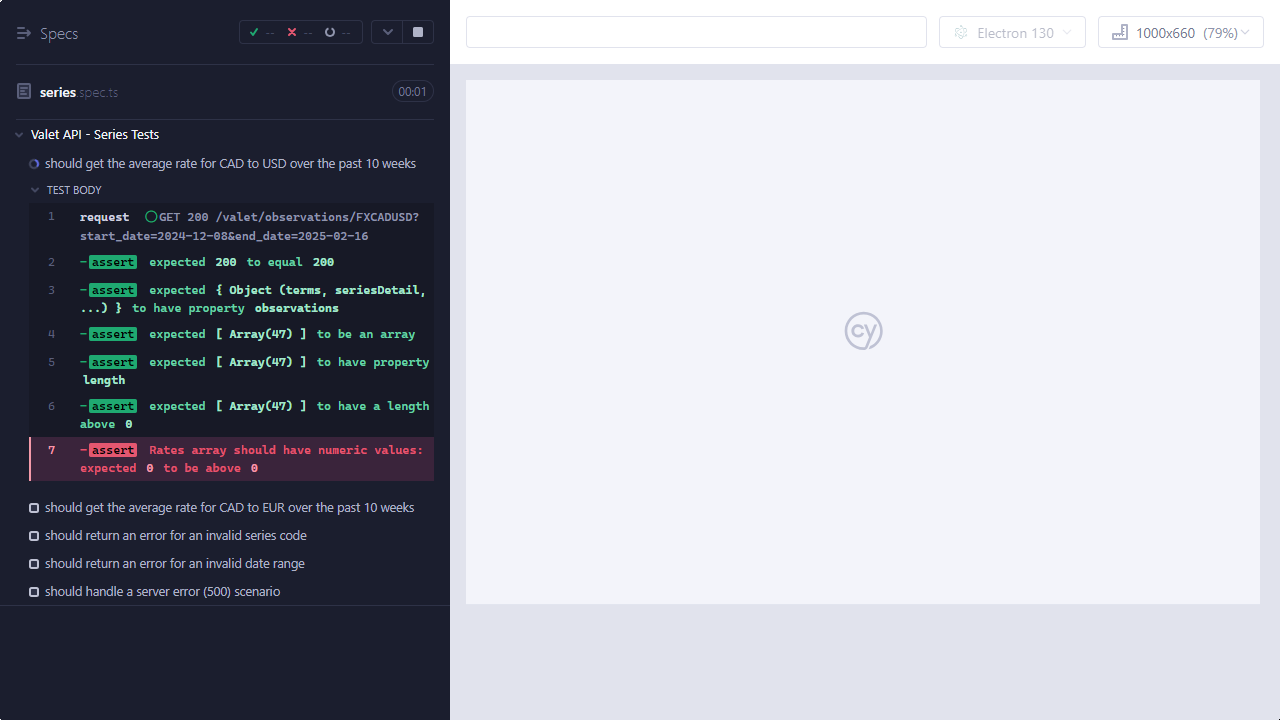 Specs
-- -- --
series.spec.ts 00:01
Valet API - Series Tests
should get the average rate for CAD to USD over the past 10 weeks
TEST BODY
1 request GET 200 /valet/observations/FXCADUSD?
start_date=2024-12-08&end_date=2025-02-16
2 -assert expected 200 to equal 200
3 -assert expected { Object (terms, seriesDetail,
...) } to have property observations
4 -assert expected [ Array(47) ] to be an array
5 -assert expected [ Array(47) ] to have property
length
6 -assert expected [ Array(47) ] to have a length
above 0
7 -assert Rates array should have numeric values:
expected 0 to be above 0
should get the average rate for CAD to EUR over the past 10 weeks
should return an error for an invalid series code
should return an error for an invalid date range
should handle a server error (500) scenario
Electron 130
1000x660 (79%)
cy